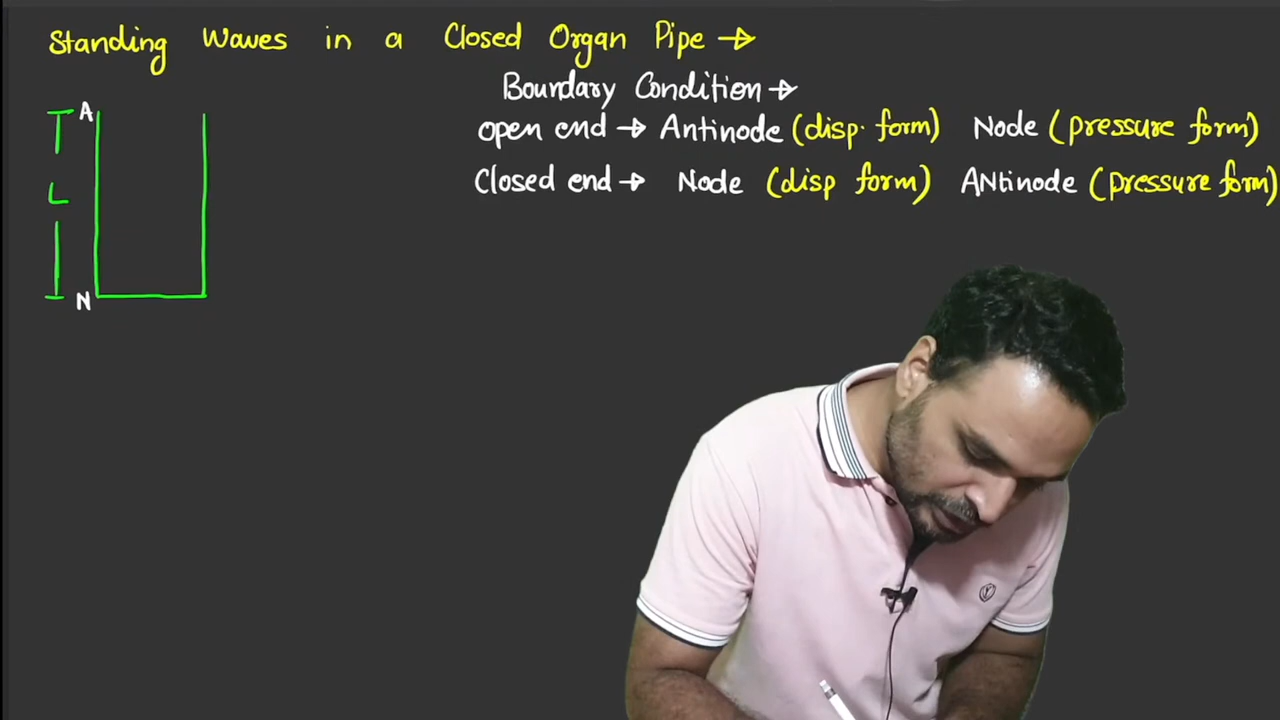 Standing Waves in a Closed Organ Pipe →
Boundary Condition →
open end → Antinode (disp. form) Node (pressure form)
Closed end → Node (disp form) ANtinode (pressure form)
A
L
N